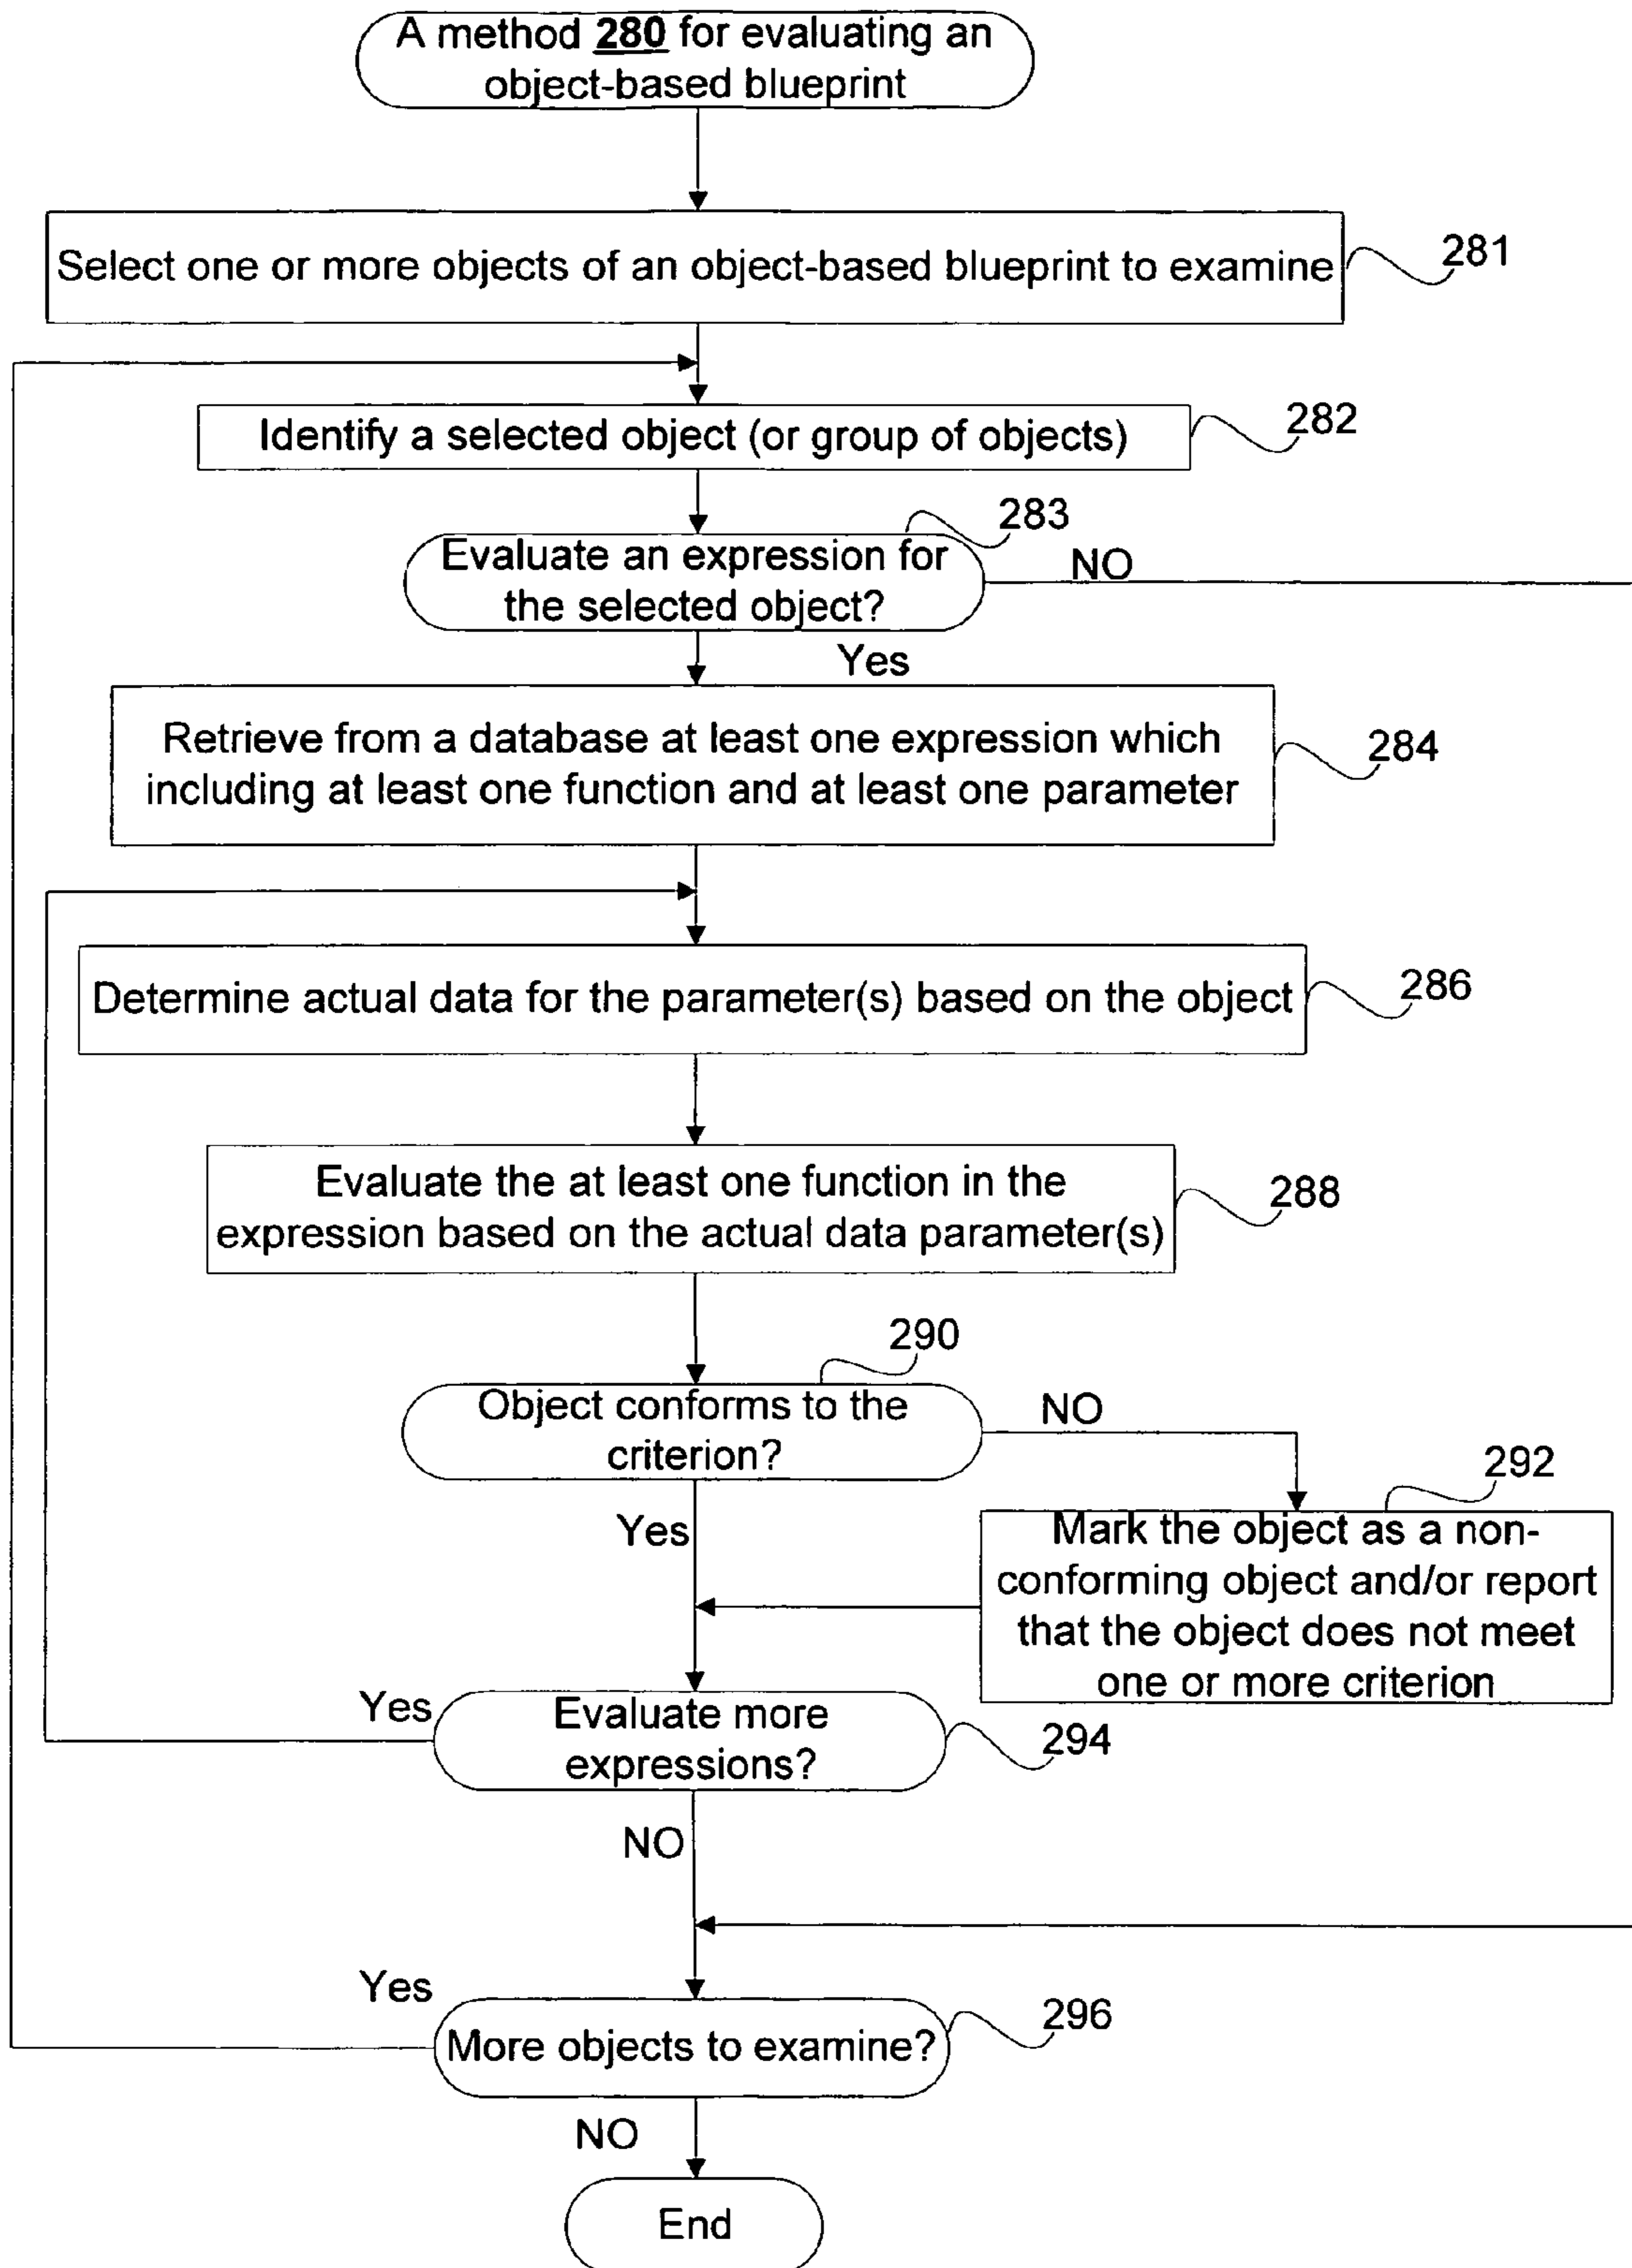 A method 280 for evaluating an
object-based blueprint
Select one or more objects of an object-based blueprint to examine
281
Identify a selected object (or group of objects)
282
283
Evaluate an expression for
the selected object?
NO
Yes
Retrieve from a database at least one expression which
including at least one function and at least one parameter
284
Determine actual data for the parameter(s) based on the object
286
Evaluate the at least one function in the
expression based on the actual data parameter(s)
288
290
Object conforms to the
criterion?
NO
292
Yes
Mark the object as a non-
conforming object and/or report
that the object does not meet
one or more criterion
Yes
Evaluate more
expressions?
294
NO
Yes
More objects to examine?
296
NO
End